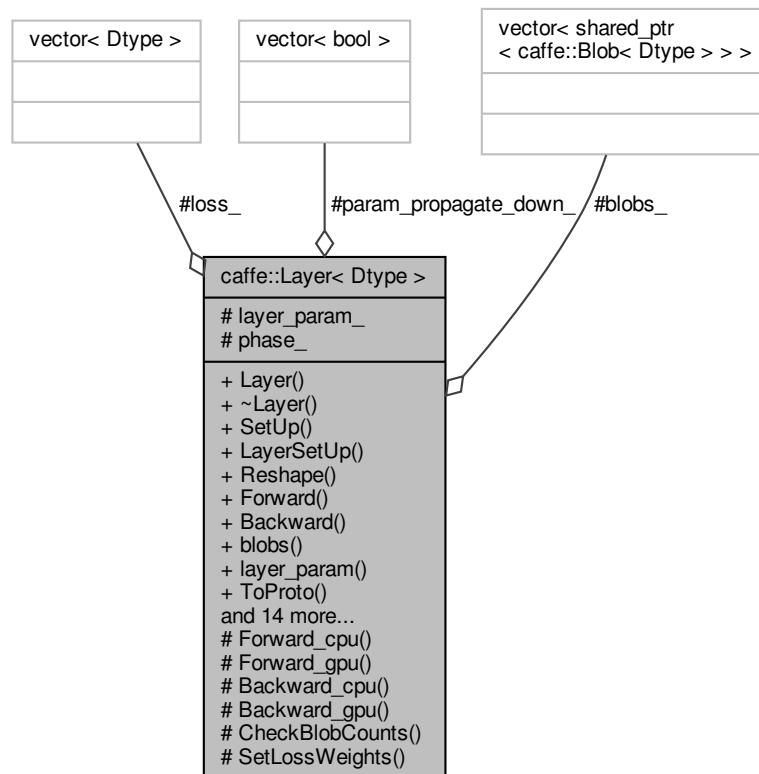 vector< Dtype >
vector< bool >
vector< shared_ptr
< caffe::Blob< Dtype > > >
#loss_
#param_propagate_down_
#blobs_
caffe::Layer< Dtype >
# layer_param_
# phase_
+ Layer()
+ ~Layer()
+ SetUp()
+ LayerSetUp()
+ Reshape()
+ Forward()
+ Backward()
+ blobs()
+ layer_param()
+ ToProto()
and 14 more...
# Forward_cpu()
# Forward_gpu()
# Backward_cpu()
# Backward_gpu()
# CheckBlobCounts()
# SetLossWeights()